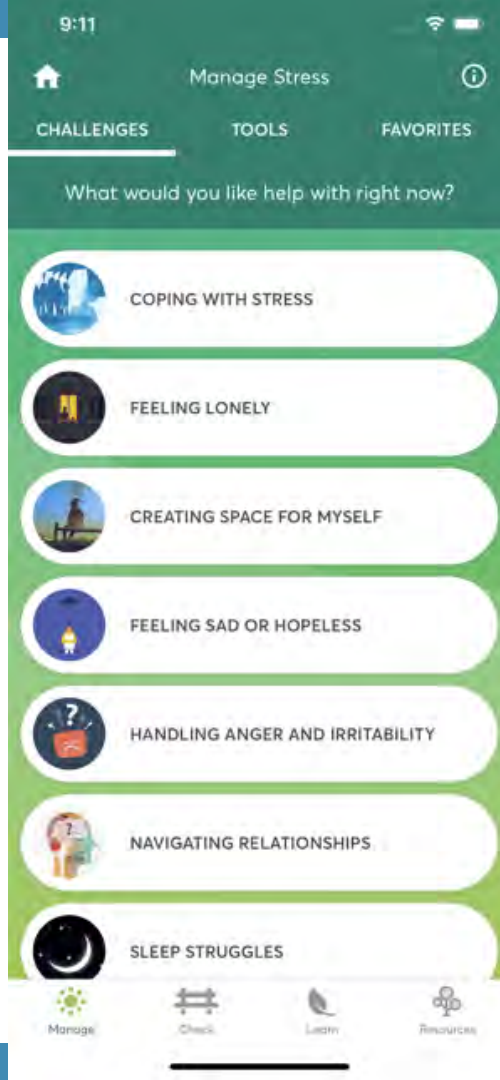 9:11
Manage Stress
CHALLENGES TOOLS FAVORITES
What would you like help with right now?
COPING WITH STRESS
FEELING LONELY
CREATING SPACE FOR MYSELF
FEELING SAD OR HOPELESS
?
HANDLING ANGER AND IRRITABILITY
?
NAVIGATING RELATIONSHIPS
SLEEP STRUGGLES
Manage Check Learn Resources